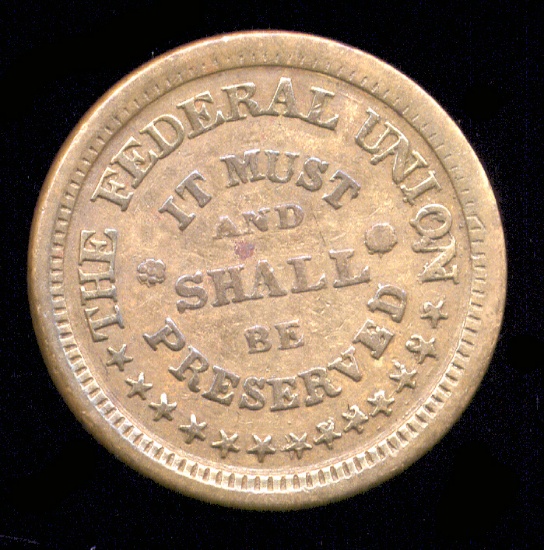 THE FEDERAL UNION
IT MUST
AND
SHALL
BE
PRESERVED